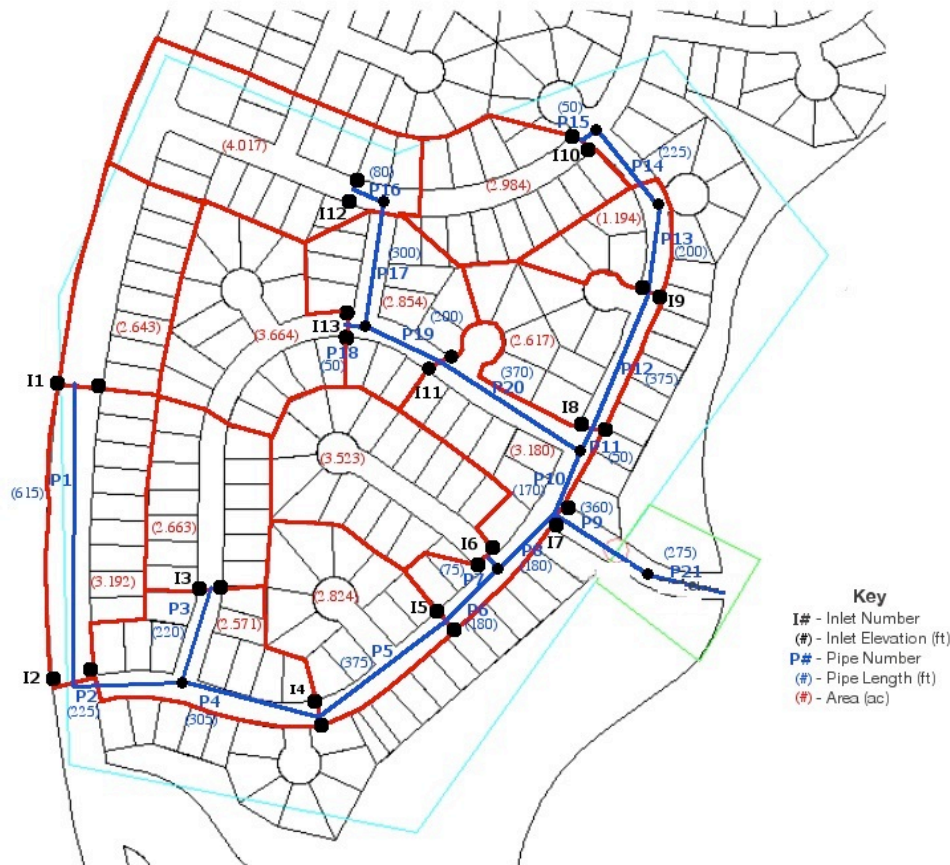 (50)
P15
I10
(225)
P14
(4.017)
(80)
P16
I12
(2.984)
(1.194)
P13
(200)
(300)
P17
(2.854)
(200)
I9
I13
P19
(2.643)
(3.664)
P18
(50)
(2.617)
I11
(370)
P20
P12
(375)
I1
I8
P11
(50)
(3.180)
(3.523)
P10
(170)
P1
(615)
(360)
P9
(2.663)
I7
I6
P8
(180)
(75)
P7
(275)
P21
(3.192)
I3
P3
(2.571)
(2.824)
I5
P6
(180)
(220)
I2
P2
(225)
P4
(305)
I4
P5
(375)
Key
I# - Inlet Number
(#) - Inlet Elevation (ft)
P# - Pipe Number
(#) - Pipe Length (ft)
(#) - Area (ac)